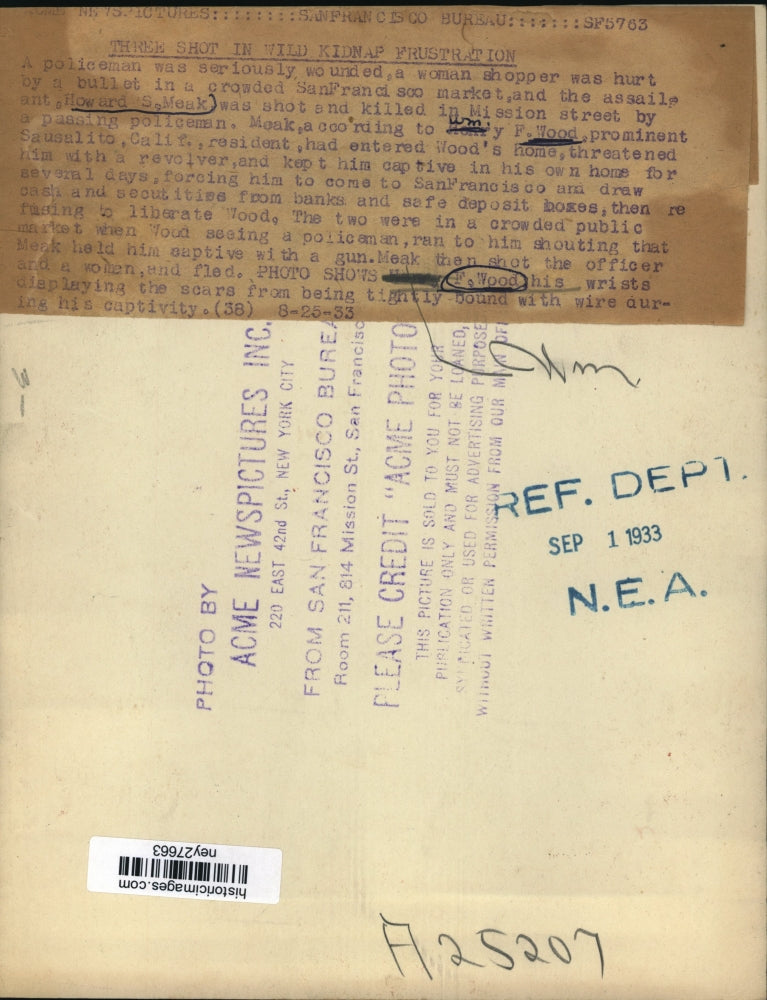 ACME NEWSPICTURES::::::::SANFRANCISCO BUREAU:::::::SF5763
THREE SHOT IN WILD KIDNAP FRUSTRATION
A policeman was seriously wounded,a woman shopper was hurt
by a bullet in a crowded SanFrancisco market,and the assail-
ant,Howard S.Meak,was shot and killed in Mission street by
a passing policeman. Meak,according to Wm. F.Wood,prominent
Sausalito,Calif.,resident,had entered Wood's home,threatened
him with a revolver,and kept him captive in his own home for
several days,forcing him to come to SanFrancisco and draw
cash and secutities from banks and safe deposit boxes,then re
fusing to liberate Wood. The two were in a crowded public
market when Wood seeing a policeman,ran to him shouting that
Meak held him captive with a gun.Meak then shot the officer
and a woman,and fled. PHOTO SHOWS F.Wood,his wrists
displaying the scars from being tightly bound with wire dur-
ing his captivity.(38) 8-25-33
Wm.
PHOTO BY
ACME NEWSPICTURES INC.
220 EAST 42nd St., NEW YORK CITY
FROM SAN FRANCISCO BUREA
Room 211, 814 Mission St., San Francisc
PLEASE CREDIT "ACME PHOTO
THIS PICTURE IS SOLD TO YOU FOR YOUR
PUBLICATION ONLY AND MUST NOT BE LOANED,
SYNDICATED OR USED FOR ADVERTISING PURPOSE
WITHOUT WRITTEN PERMISSION FROM OUR MAIN OFF
REF. DEPT.
SEP 1 1933
N.E.A.
historicimages.com
ney27663
A25207